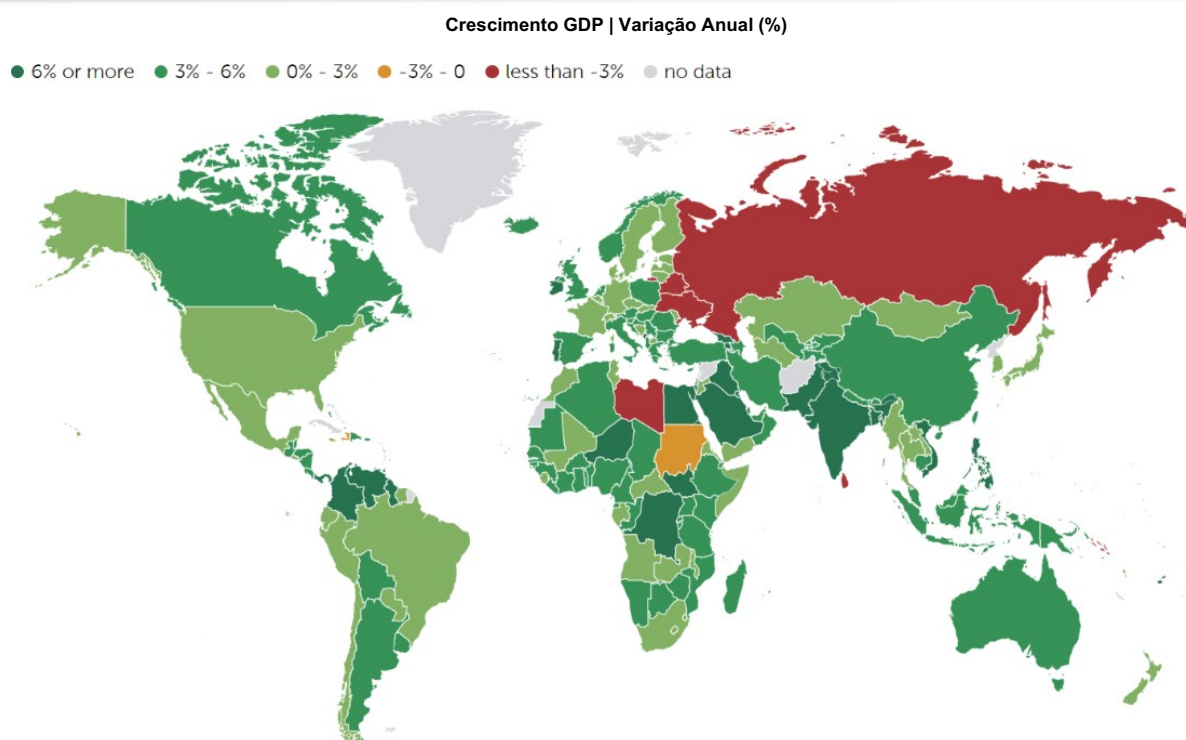 Crescimento GDP | Variação Anual (%)
6% or more 3% - 6% 0% - 3% -3% - 0 less than -3% no data